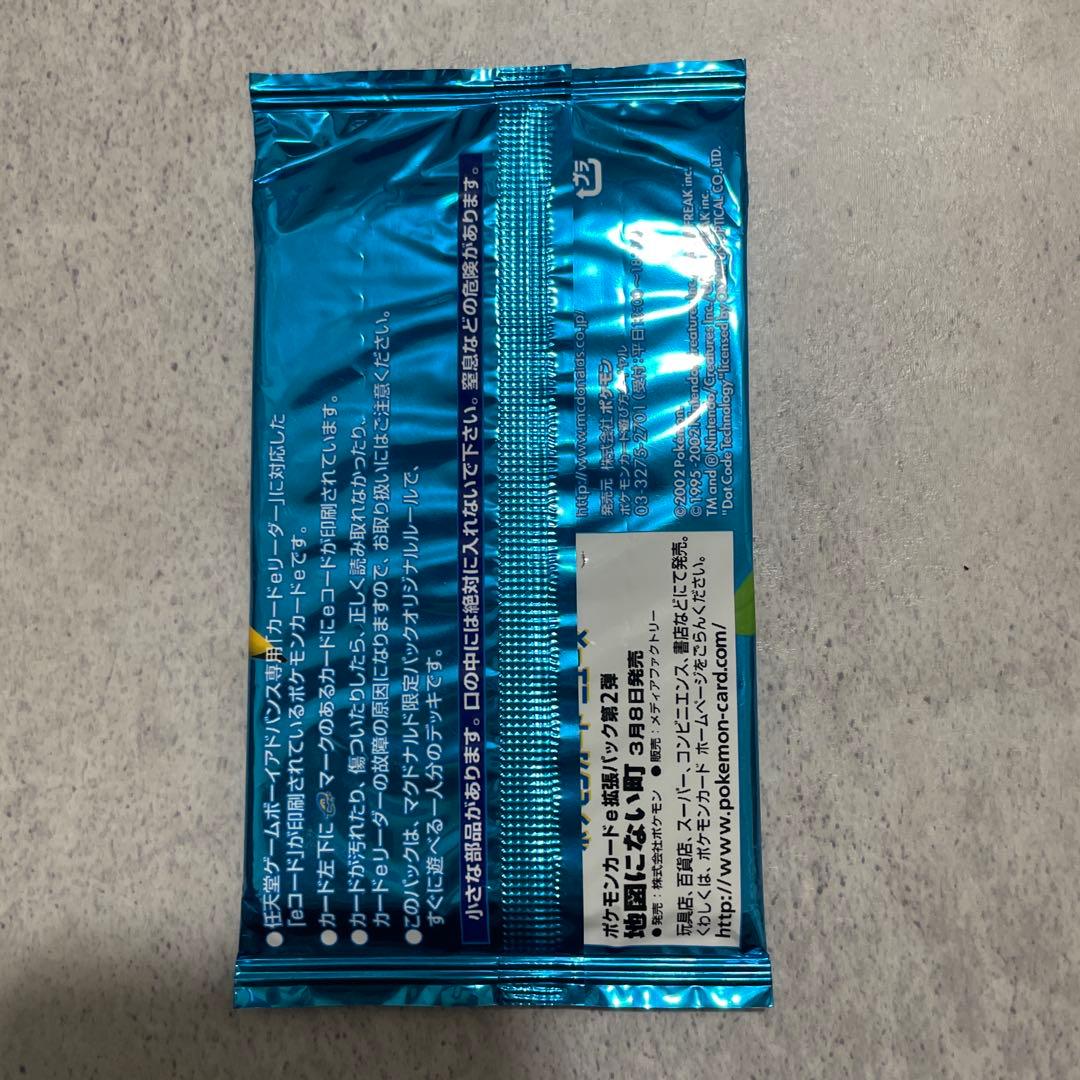 ●任天堂ゲームボーイアドバンス専用「カードeリーダー」に対応した
「eコード」が印刷されているポケモンカードeです。
●カード左下に マークのあるカードにeコードが印刷されています。
●カードが汚れたり、傷ついたりしたら、正しく読み取れなかったり、
カードeリーダーの故障の原因になりますので、お取り扱いにはご注意ください。
●このパックは、マクドナルド限定パックオリジナルルールで、
すぐに遊べる一人分のデッキです。
小さな部品があります。口の中には絶対に入れないで下さい。窒息などの危険があります。
プラ
http://www.mcdonalds.co.jp/
発売元 株式会社ポケモン
ポケモンカード遊び方
03-3275-2701 (受付:平日
©2002 Pokémon
©1995-2002 Nintendo/Creatures inc./GAME FREAK inc.
TM and ® Nintendo/Creatures Inc./GAME FREAK inc.
"Dot Code Technology" licensed by OPTICAL CO., LTD.
ポケモンカードe拡張パック第2弾
地図にない町 3月8日発売
●発売:株式会社ポケモン ●販売:メディアファクトリー
玩具店、百貨店、スーパー、コンビニエンス、書店などにて発売。
くわしくは、ポケモンカード ホームページをごらんください。
http://www.pokemon-card.com/